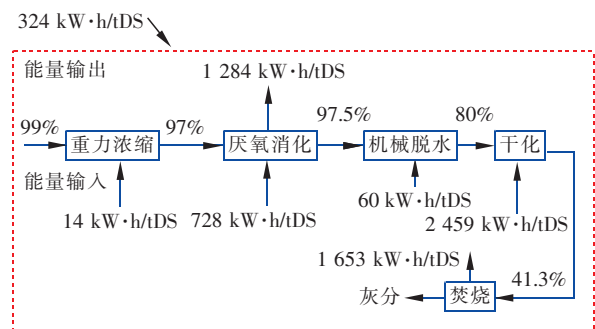 324 kW·h/tDS
能量输出
1 284 kW·h/tDS
99%
重力浓缩
97%
厌氧消化
97.5%
机械脱水
80%
干化
能量输入
14 kW·h/tDS
728 kW·h/tDS
60 kW·h/tDS
2 459 kW·h/tDS
1 653 kW·h/tDS
灰分
焚烧
41.3%